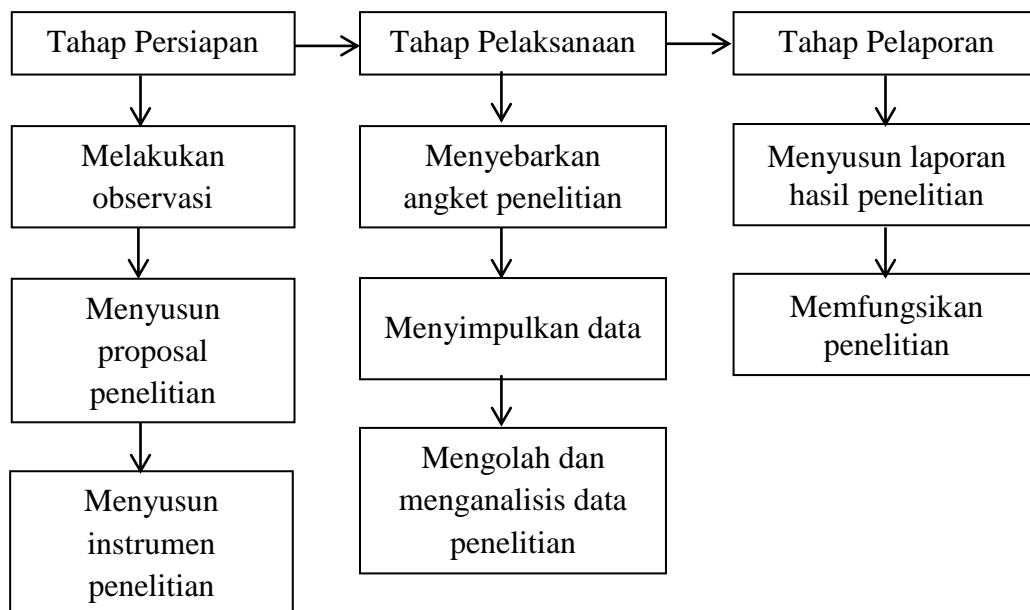 Tahap Persiapan
Tahap Pelaksanaan
Tahap Pelaporan
Melakukan
observasi
Menyusun
proposal
penelitian
Menyusun
instrumen
penelitian
Menyebarkan
angket penelitian
Menyimpulkan data
Mengolah dan
menganalisis data
penelitian
Menyusun laporan
hasil penelitian
Memfungsikan
penelitian